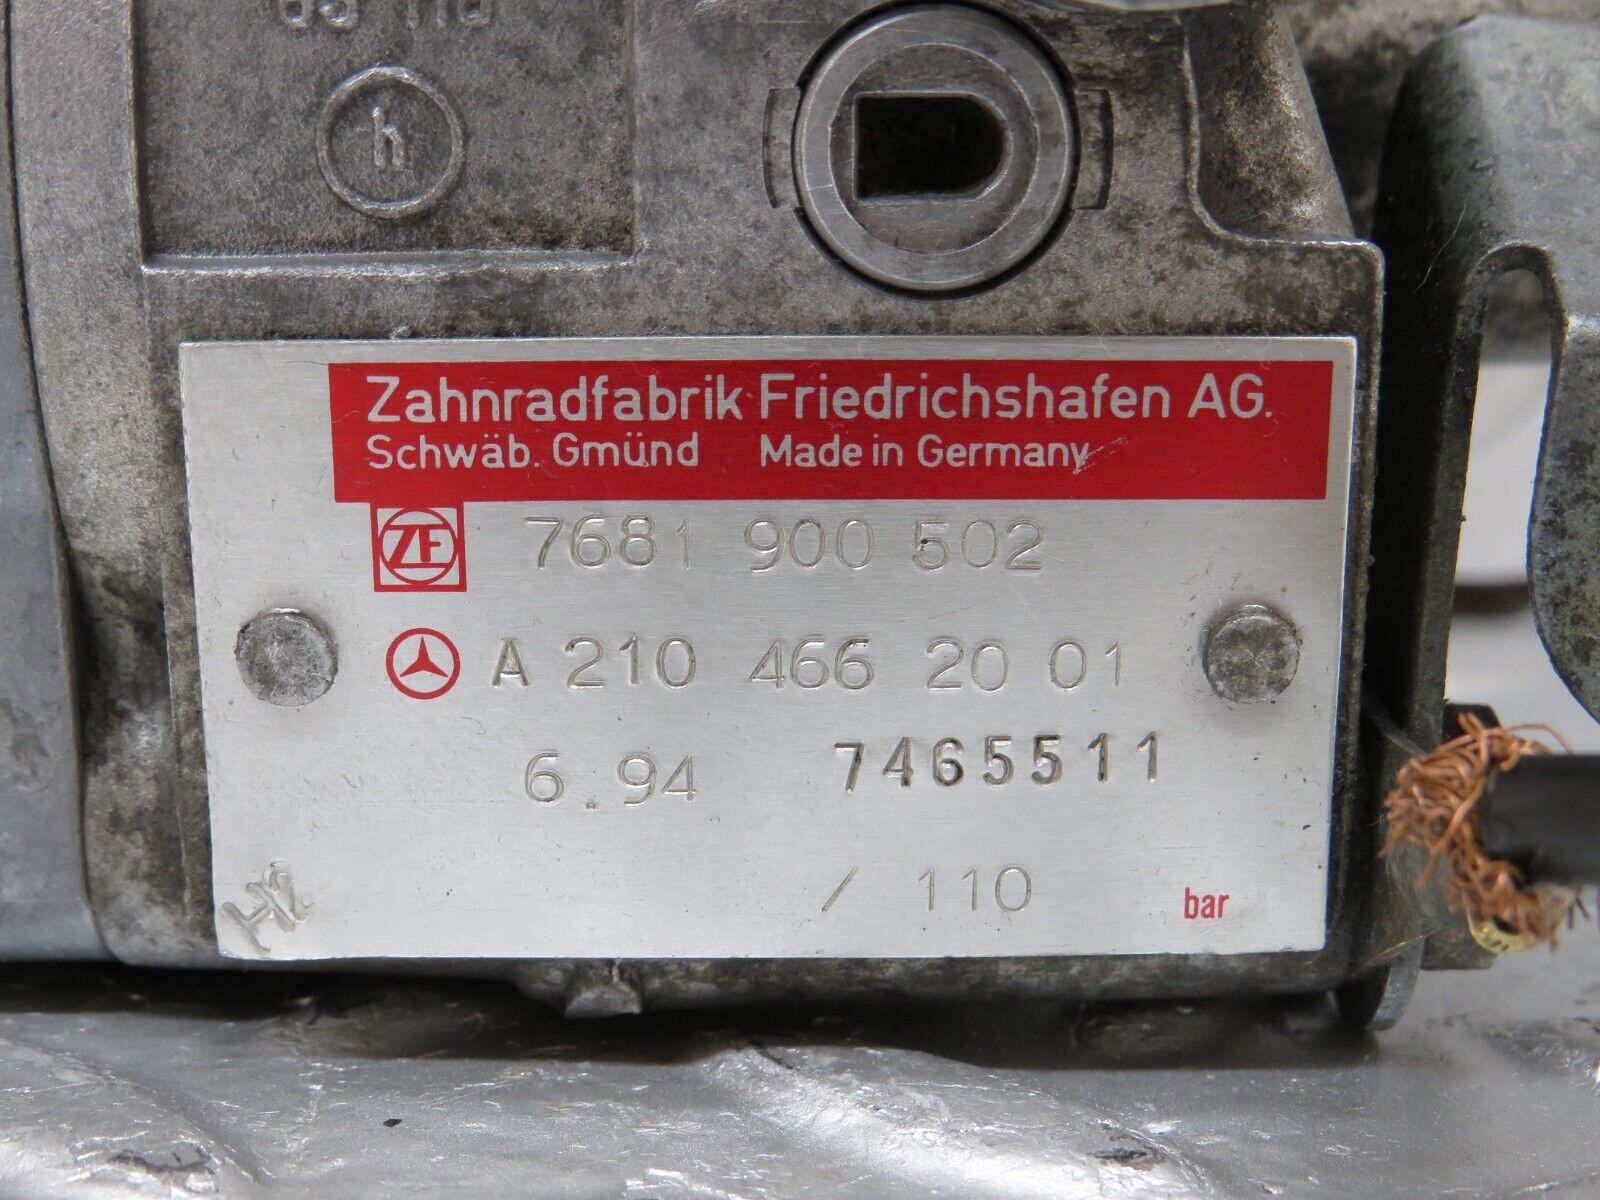 h
Zahnradfabrik Friedrichshafen AG.
Schwäb. Gmünd Made in Germany
ZF 7681 900 502
A 210 466 20 01
6.94 7465511
H2
/ 110 bar